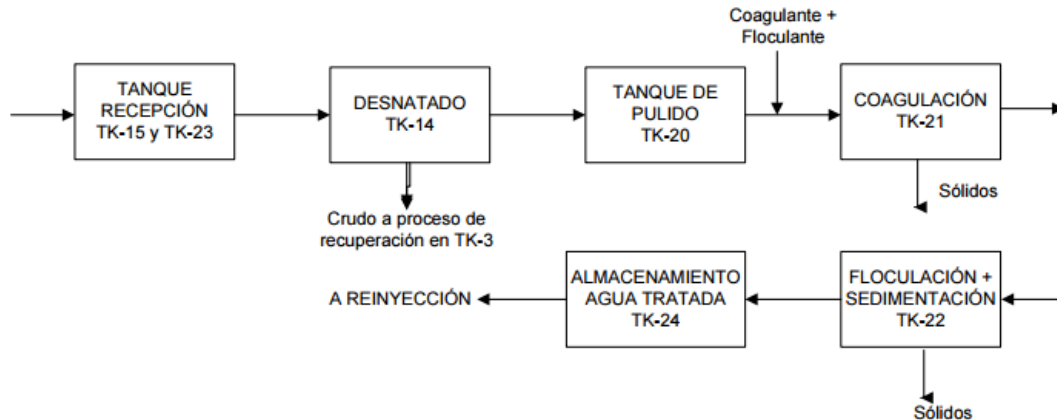 Coagulante +
Floculante
TANQUE
RECEPCIÓN
TK-15 y TK-23
DESNATADO
TK-14
TANQUE DE
PULIDO
TK-20
COAGULACIÓN
TK-21
Sólidos
Crudo a proceso de
recuperación en TK-3
A REINYECCIÓN
ALMACENAMIENTO
AGUA TRATADA
TK-24
FLOCULACIÓN +
SEDIMENTACIÓN
TK-22
Sólidos